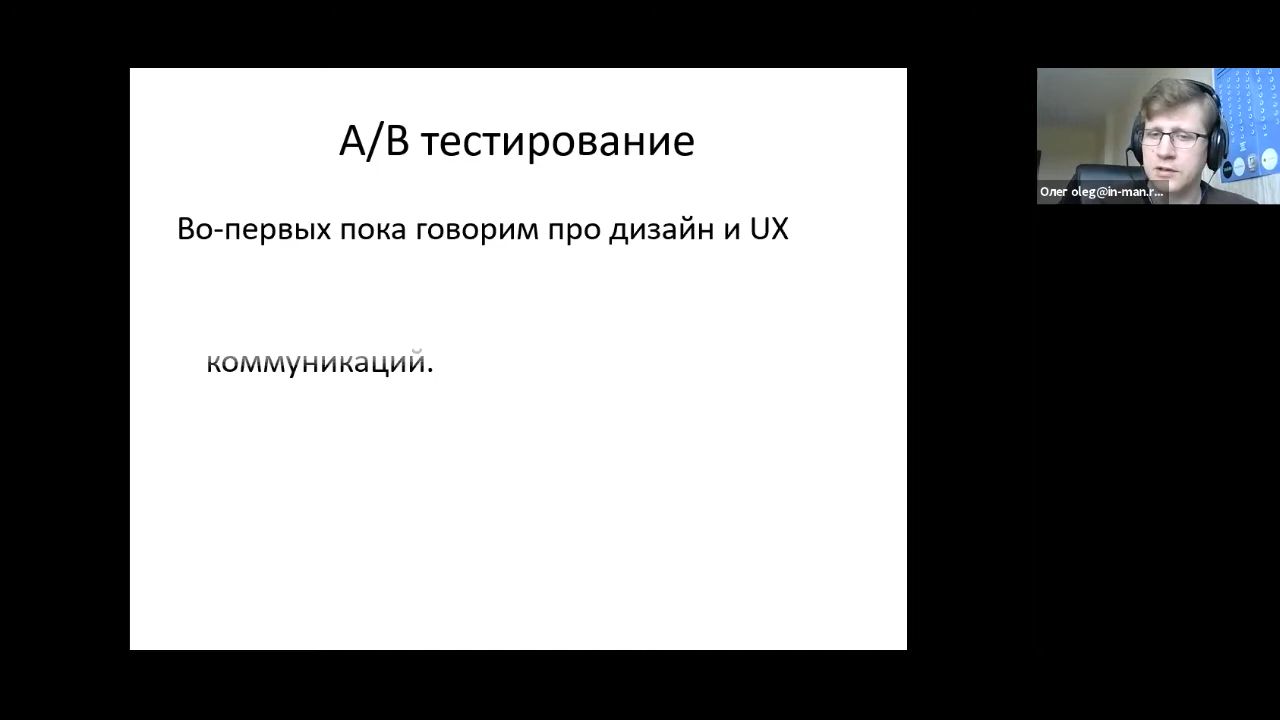 A/B тестирование
Во-первых пока говорим про дизайн и UX
коммуникаций.
Олег oleg@in-man.r...